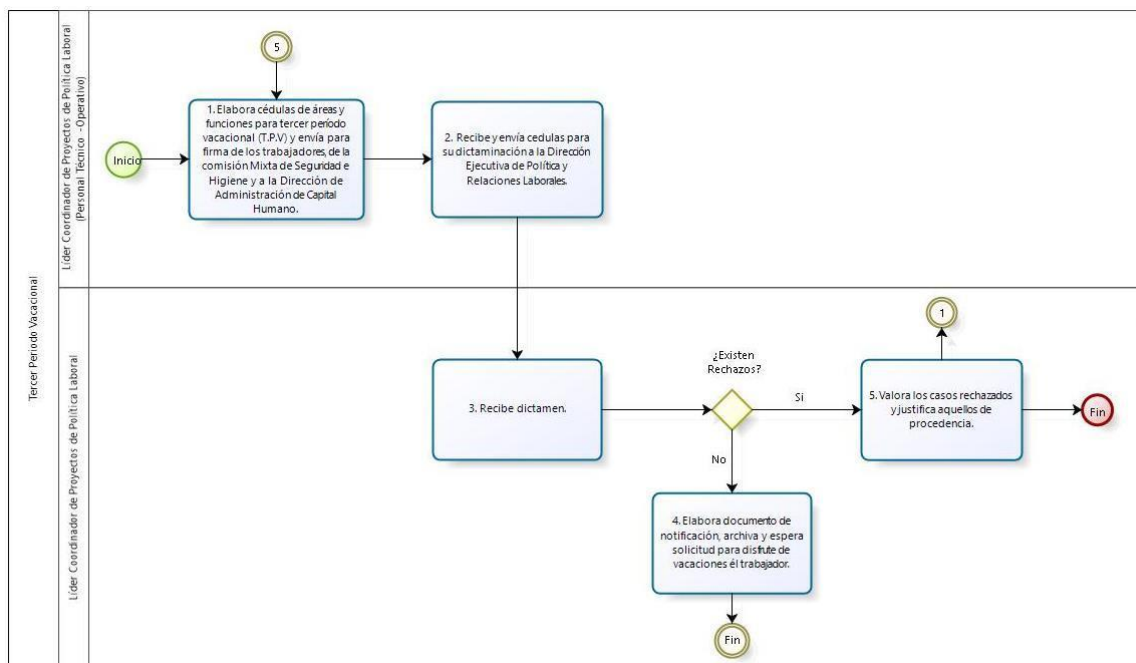 Tercer Periodo Vacacional
Líder Coordinador de Proyectos de Política Laboral
(Personal Técnico - Operativo)
5
Inicio
1. Elabora cédulas de áreas y
funciones para tercer período
vacacional (T.P.V) y envía para
firma de los trabajadores, de la
comisión Mixta de Seguridad e
Higiene y a la Dirección de
Administración de Capital
Humano.
2. Recibe y envía cedulas para
su dictaminación a la Dirección
Ejecutiva de Política y
Relaciones Laborales.
Líder Coordinador de Proyectos de Política Laboral
3. Recibe dictamen.
¿Existen
Rechazos?
Si
1
5. Valora los casos rechazados
y justifica aquellos de
procedencia.
Fin
No
4. Elabora documento de
notificación, archiva y espera
solicitud para disfrute de
vacaciones él trabajador.
Fin